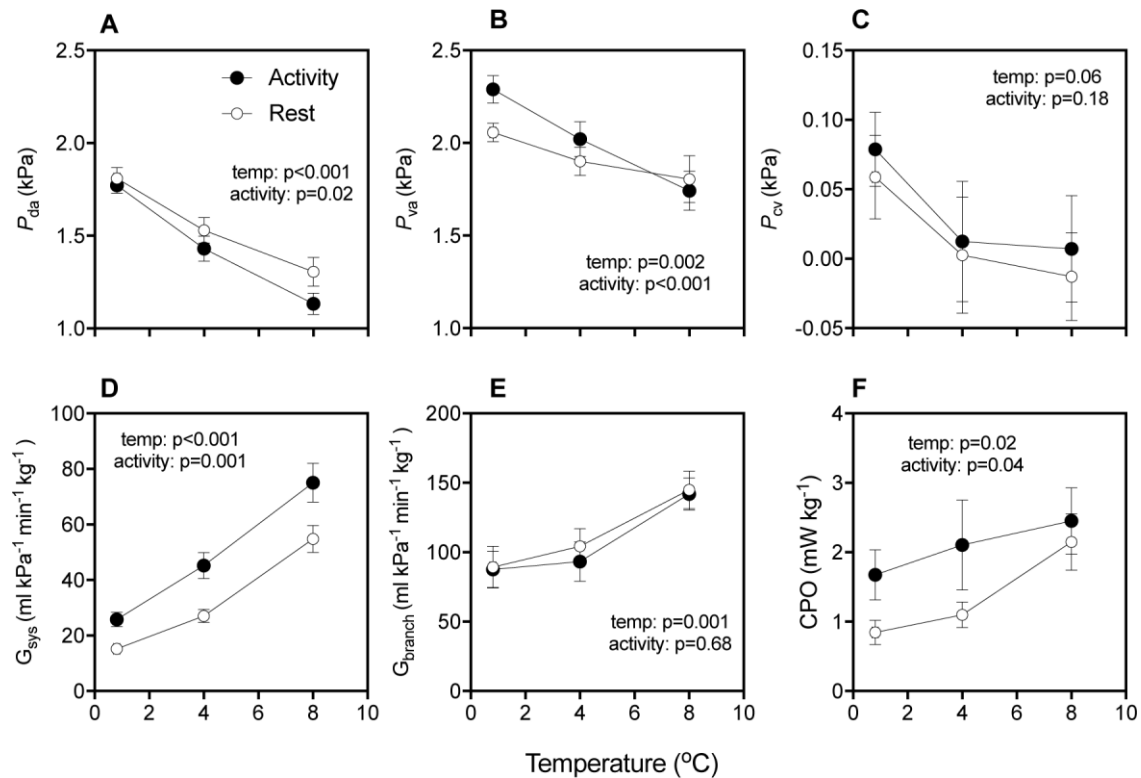 A
2.5
2.0
1.5
1.0
P_da (kPa)
Activity
Rest
temp: p<0.001
activity: p=0.02
B
2.5
2.0
1.5
1.0
P_va (kPa)
temp: p=0.002
activity: p<0.001
C
0.15
0.10
0.05
0.00
-0.05
P_cv (kPa)
temp: p=0.06
activity: p=0.18
D
100
80
60
40
20
0
G_sys (ml kPa⁻¹ min⁻¹ kg⁻¹ )
temp: p<0.001
activity: p=0.001
0 2 4 6 8 10
E
200
150
100
50
0
G_branch (ml kPa⁻¹ min⁻¹ kg⁻¹ )
temp: p=0.001
activity: p=0.68
0 2 4 6 8 10
F
4
3
2
1
0
CPO (mW kg⁻¹)
temp: p=0.02
activity: p=0.04
0 2 4 6 8 10
Temperature (°C)